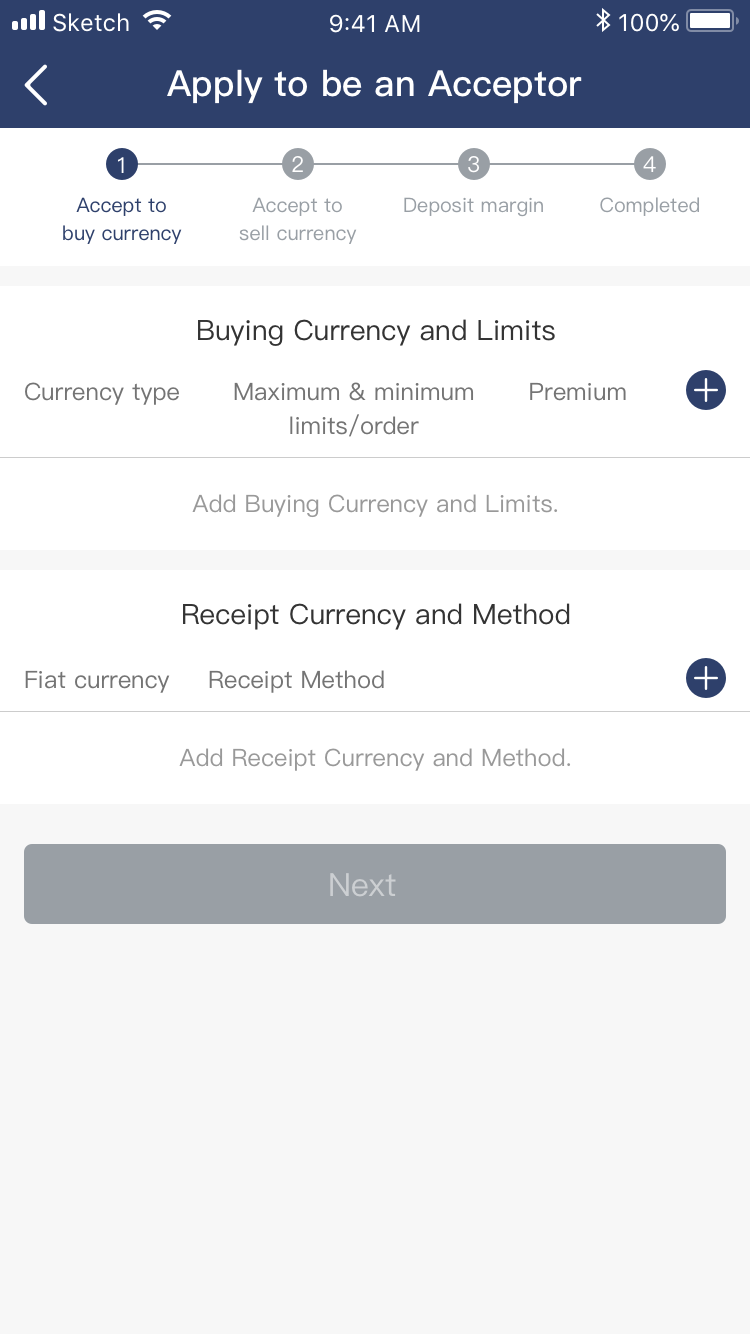 Sketch 9:41 AM 100%
Apply to be an Acceptor
1 2 3 4
Accept to Accept to Deposit margin Completed
buy currency sell currency
Buying Currency and Limits
Currency type Maximum & minimum Premium
limits/order
Add Buying Currency and Limits.
Receipt Currency and Method
Fiat currency Receipt Method
Add Receipt Currency and Method.
Next